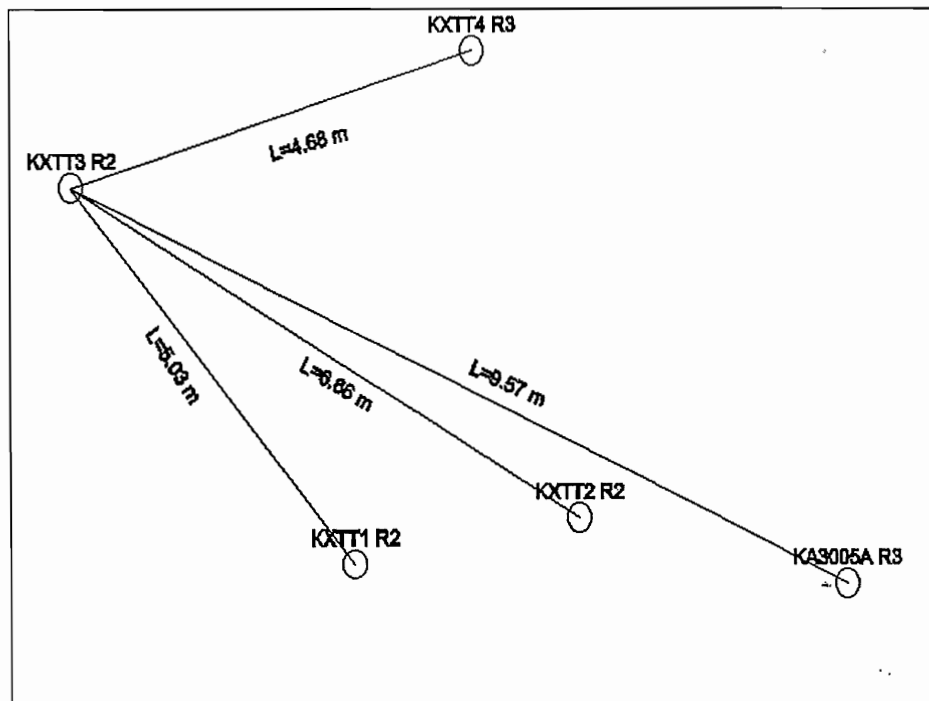 KXTT4 R3
L=4.68 m
KXTT3 R2
L=5.03 m
L=6.66 m
L=9.57 m
KXTT2 R2
KXTT1 R2
KA3005A R3